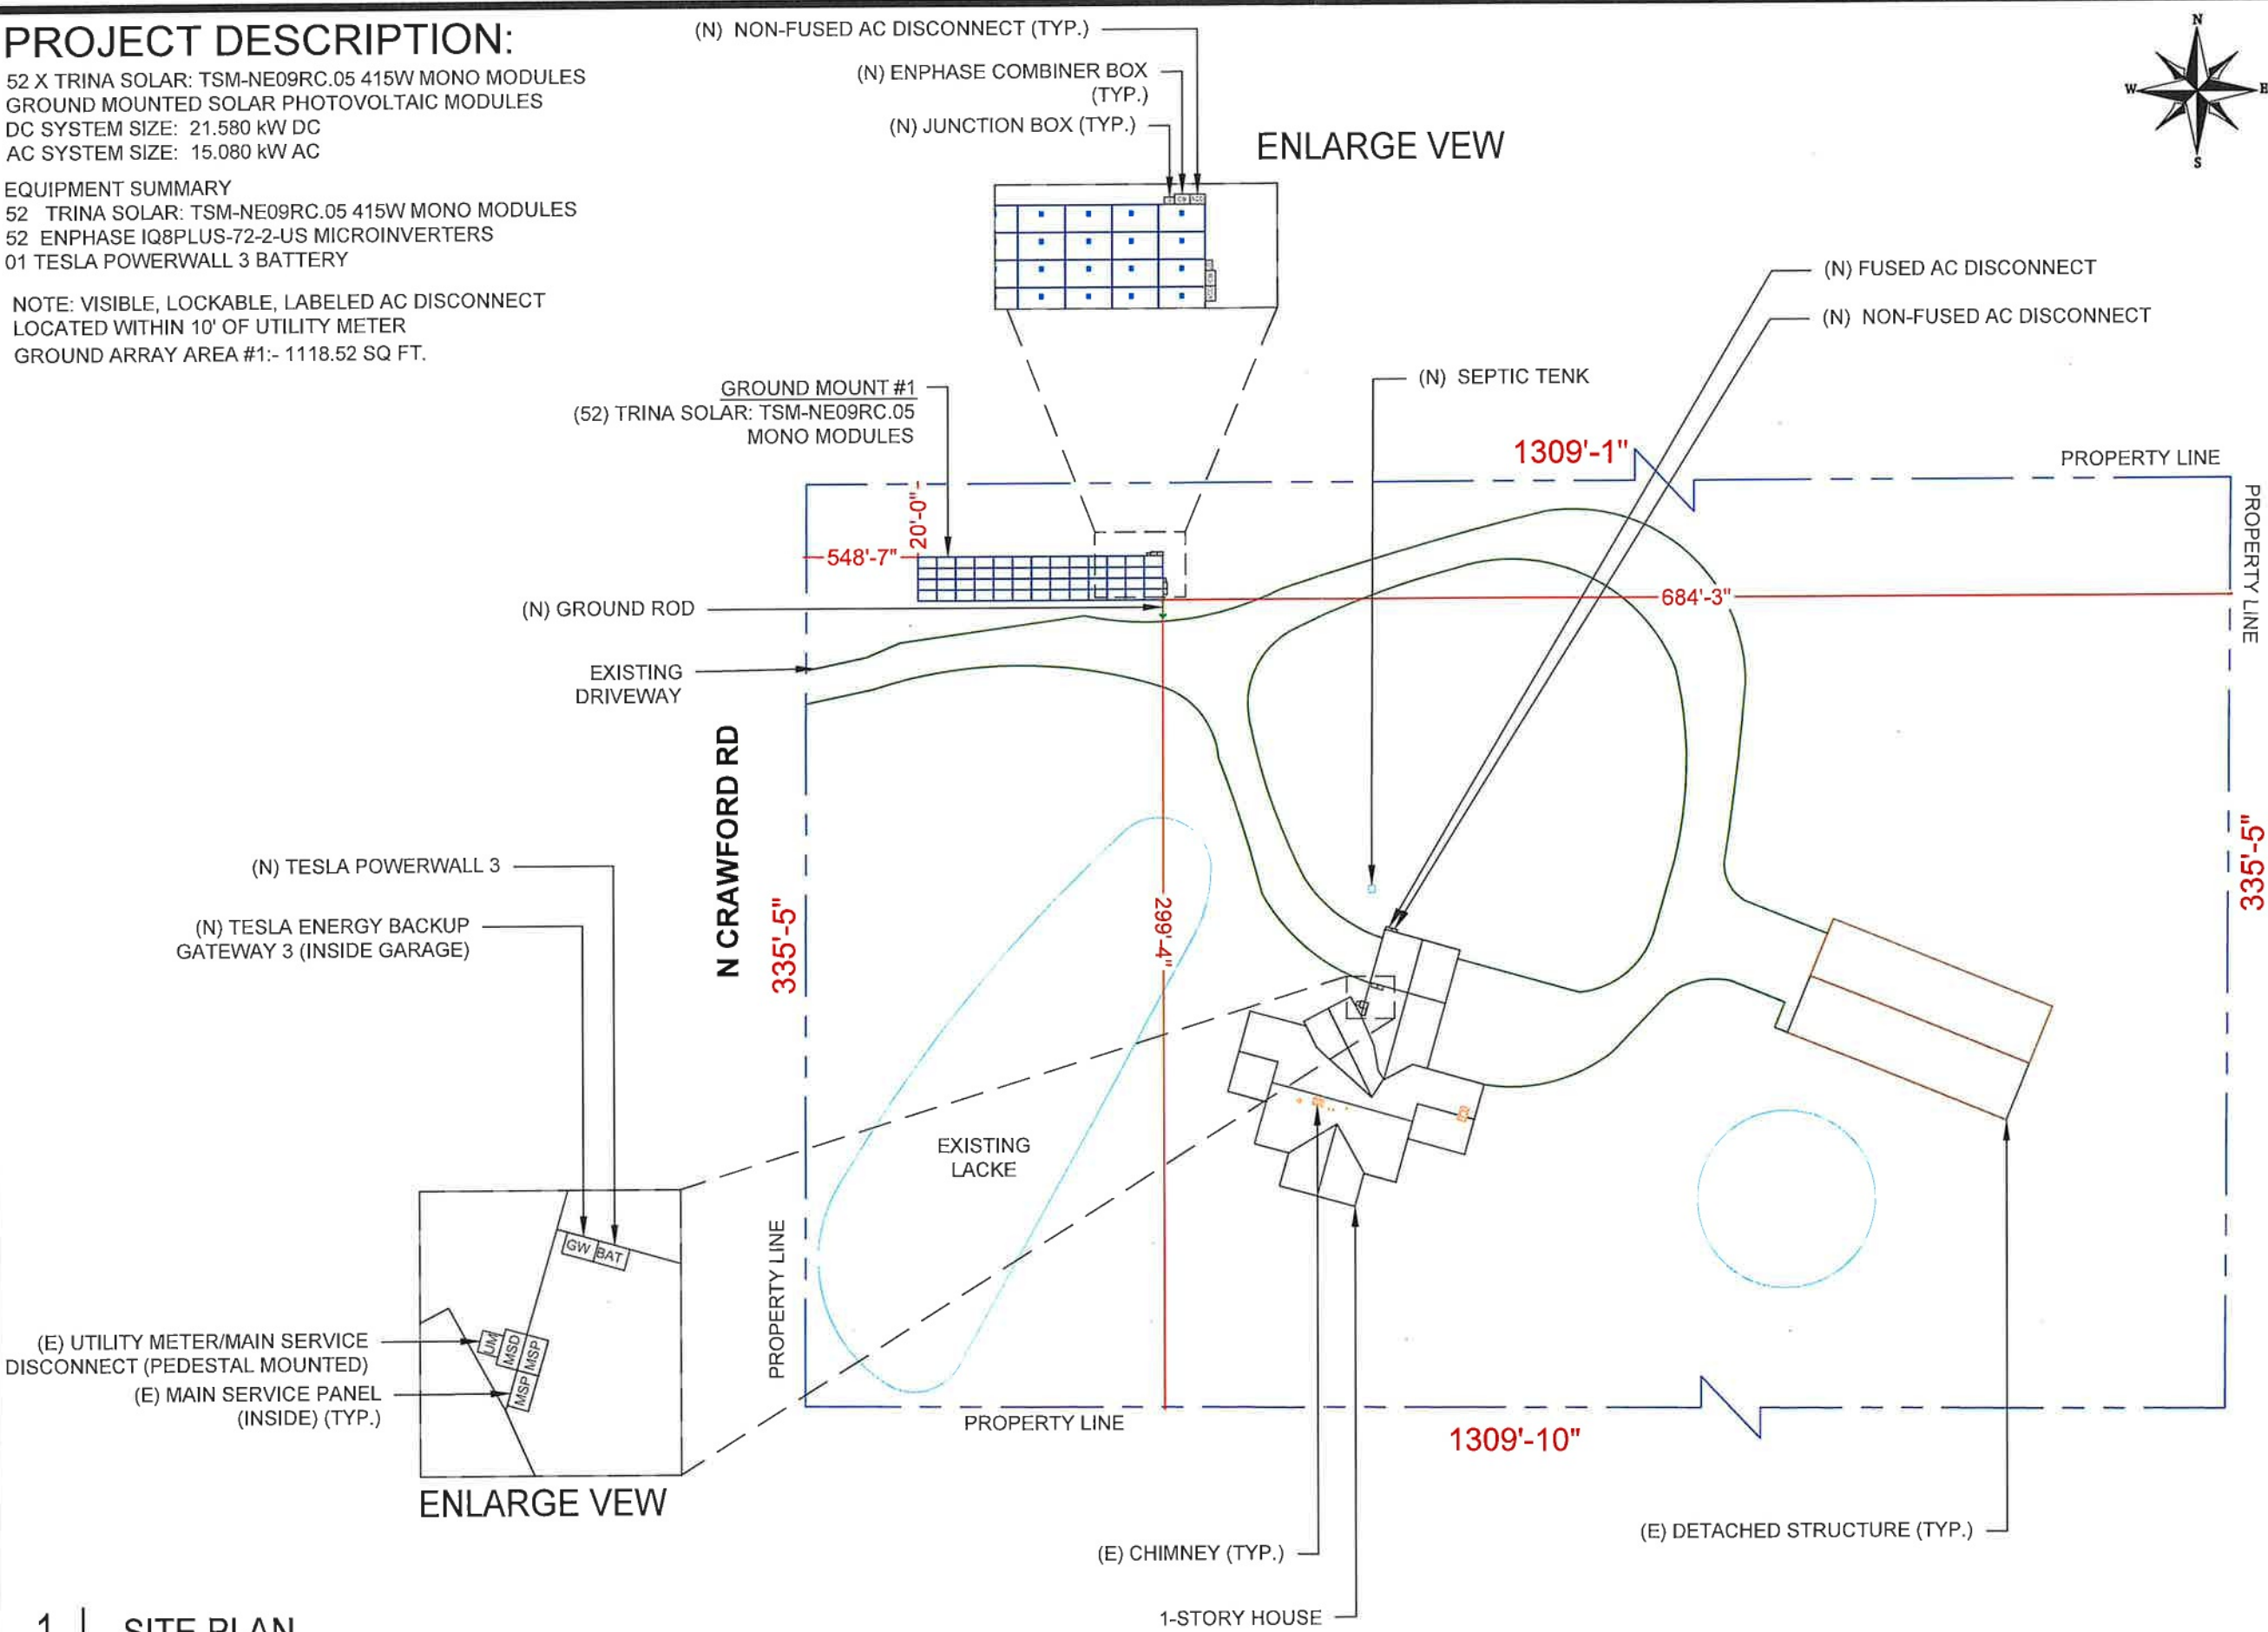 PROJECT DESCRIPTION:
52 X TRINA SOLAR: TSM-NE09RC.05 415W MONO MODULES
GROUND MOUNTED SOLAR PHOTOVOLTAIC MODULES
DC SYSTEM SIZE: 21.580 kW DC
AC SYSTEM SIZE: 15.080 kW AC
EQUIPMENT SUMMARY
52 TRINA SOLAR: TSM-NE09RC.05 415W MONO MODULES
52 ENPHASE IQ8PLUS-72-2-US MICROINVERTERS
01 TESLA POWERWALL 3 BATTERY
NOTE: VISIBLE, LOCKABLE, LABELED AC DISCONNECT
LOCATED WITHIN 10' OF UTILITY METER
GROUND ARRAY AREA #1:- 1118.52 SQ FT.
(N) NON-FUSED AC DISCONNECT (TYP.)
(N) ENPHASE COMBINER BOX
(TYP.)
(N) JUNCTION BOX (TYP.)
ENLARGE VEW
N
W
E
S
(N) FUSED AC DISCONNECT
(N) NON-FUSED AC DISCONNECT
(N) SEPTIC TENK
GROUND MOUNT #1
(52) TRINA SOLAR: TSM-NE09RC.05
MONO MODULES
1309'-1"
PROPERTY LINE
PROPERTY LINE
20'-0"
548'-7"
684'-3"
(N) GROUND ROD
EXISTING
DRIVEWAY
N CRAWFORD RD
335'-5"
335'-5"
299'-4"
(N) TESLA POWERWALL 3
(N) TESLA ENERGY BACKUP
GATEWAY 3 (INSIDE GARAGE)
EXISTING
LACKE
PROPERTY LINE
GW
BAT
UM
MSD
MSP
MSP
(E) UTILITY METER/MAIN SERVICE
DISCONNECT (PEDESTAL MOUNTED)
(E) MAIN SERVICE PANEL
(INSIDE) (TYP.)
ENLARGE VEW
PROPERTY LINE
1309'-10"
(E) CHIMNEY (TYP.)
1-STORY HOUSE
(E) DETACHED STRUCTURE (TYP.)
1
SITE PLAN